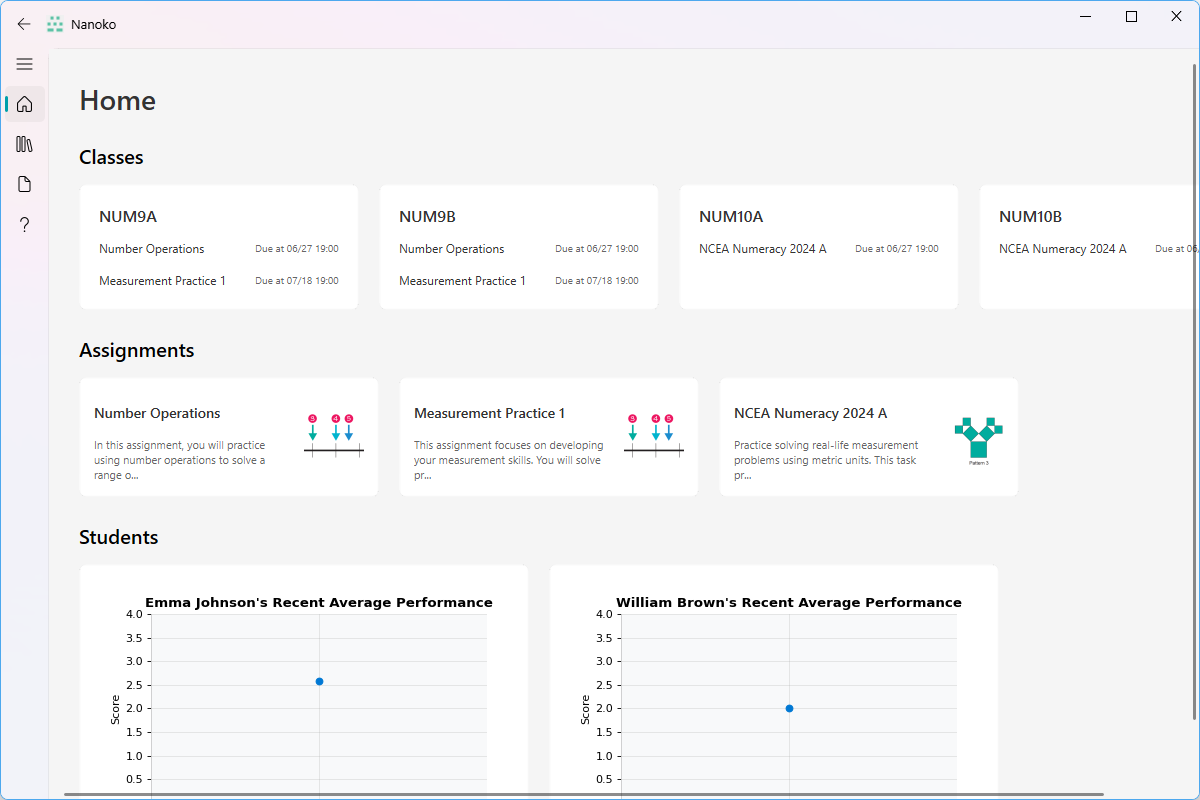 Nanoko
Home
Classes
NUM9A
Number Operations Due at 06/27 19:00
Measurement Practice 1 Due at 07/18 19:00
NUM9B
Number Operations Due at 06/27 19:00
Measurement Practice 1 Due at 07/18 19:00
NUM10A
NCEA Numeracy 2024 A Due at 06/27 19:00
NUM10B
NCEA Numeracy 2024 A Due at 06
Assignments
Number Operations
In this assignment, you will practice
using number operations to solve a
range o...
3 4 5
Measurement Practice 1
This assignment focuses on developing
your measurement skills. You will solve
pr...
3 4 5
NCEA Numeracy 2024 A
Practice solving real-life measurement
problems using metric units. This task
pr...
Pattern 3
Students
Emma Johnson's Recent Average Performance
4.0
3.5
3.0
2.5
2.0
1.5
1.0
0.5
Score
William Brown's Recent Average Performance
4.0
3.5
3.0
2.5
2.0
1.5
1.0
0.5
Score